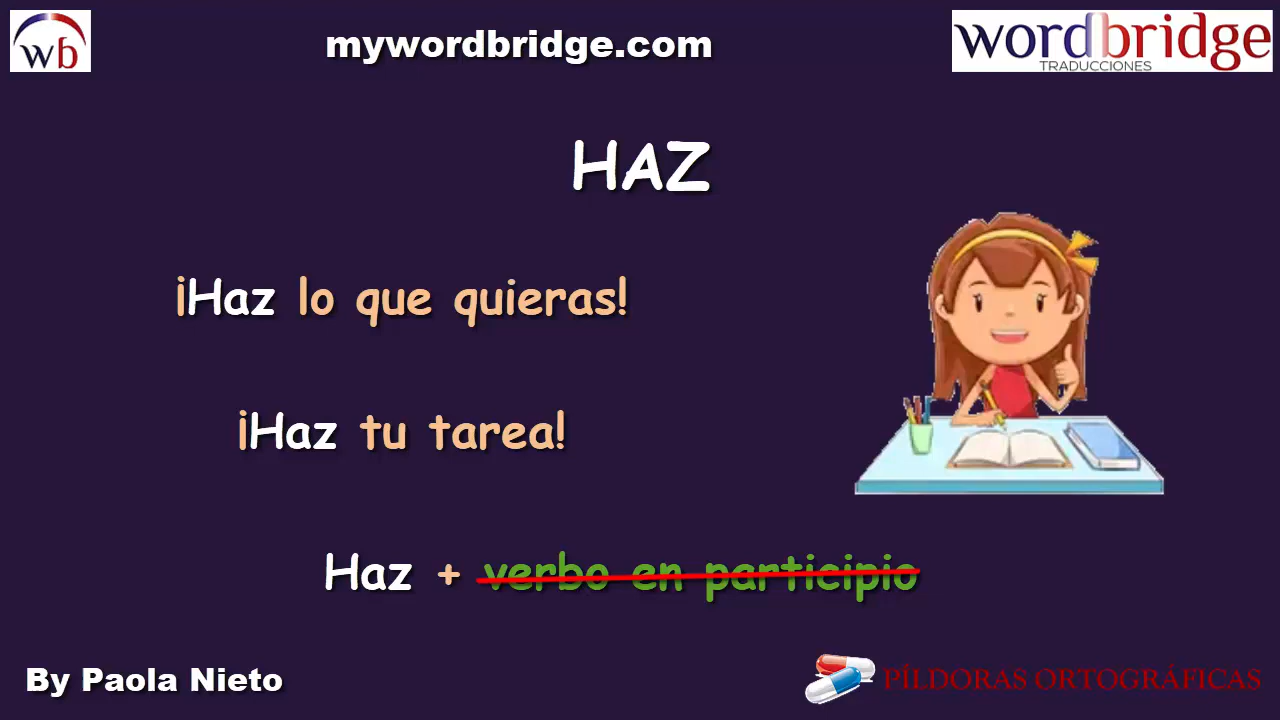 wb
mywordbridge.com
wordbridge
TRADUCCIONES
HAZ
¡Haz lo que quieras!
¡Haz tu tarea!
Haz + verbo en participio
By Paola Nieto
PÍLDORAS ORTOGRÁFICAS